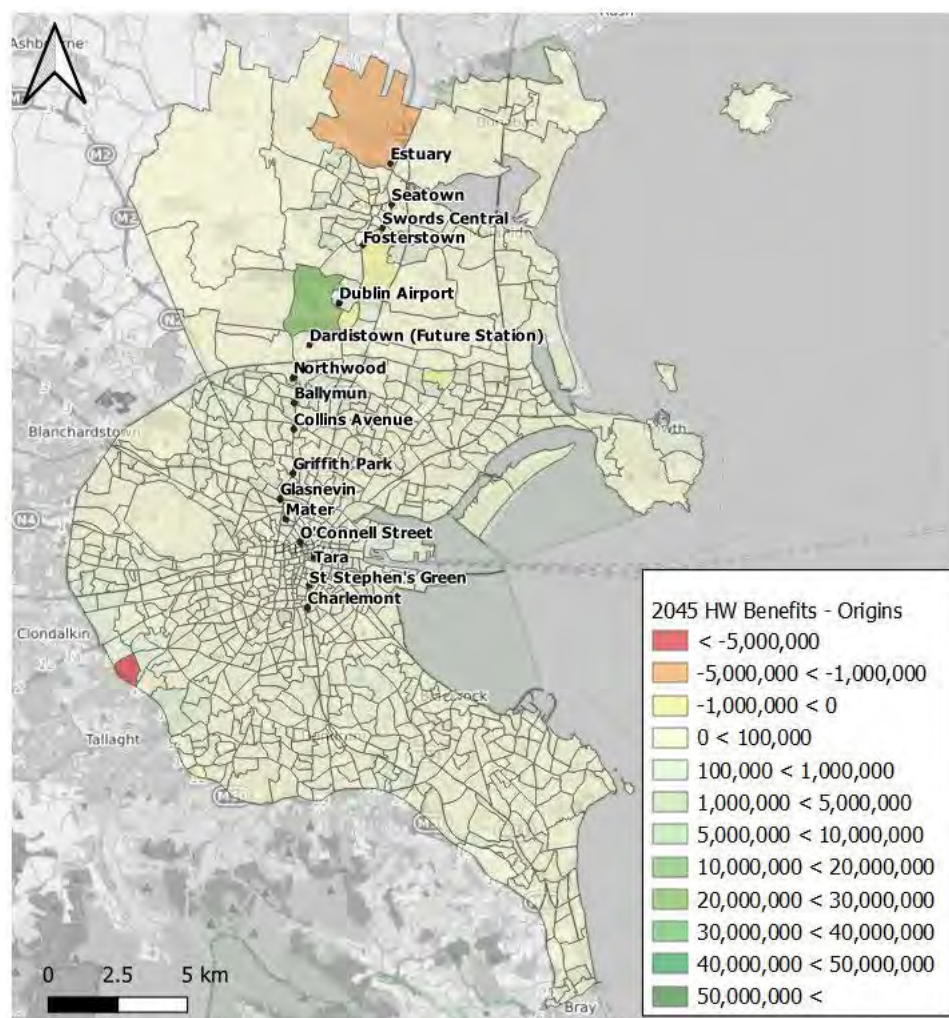 Estuary
Seatown
Swords Central
Fosterstown
Dublin Airport
Dardistown (Future Station)
Northwood
Ballymun
Collins Avenue
Blanchardstown
Griffith Park
Glasnevin
Mater
O'Connell Street
Tara
St Stephen's Green
Charlemont
Clondalkin
Tallaght
Bray
M2
N2
N4
M50
2045 HW Benefits - Origins
< -5,000,000
-5,000,000 < -1,000,000
-1,000,000 < 0
0 < 100,000
100,000 < 1,000,000
1,000,000 < 5,000,000
5,000,000 < 10,000,000
10,000,000 < 20,000,000
20,000,000 < 30,000,000
30,000,000 < 40,000,000
40,000,000 < 50,000,000
50,000,000 <
0 2.5 5 km